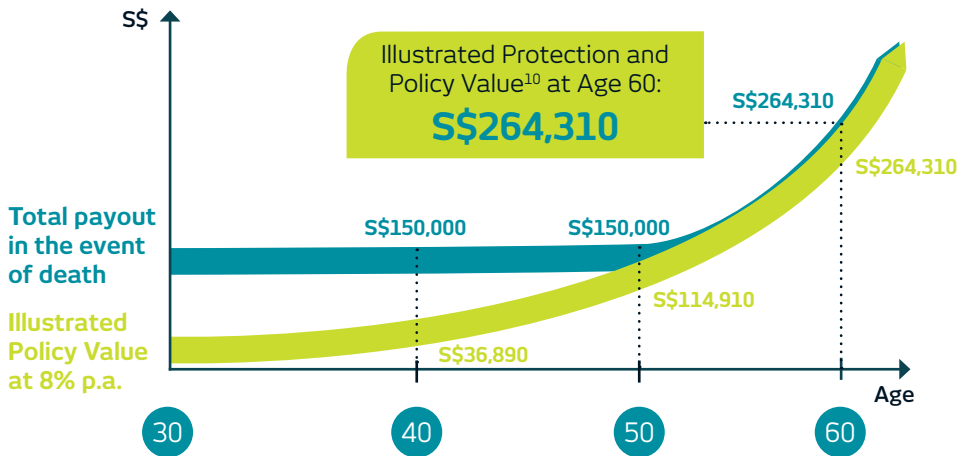 S$
Illustrated Protection and
Policy Value¹⁰ at Age 60:
S$264,310
S$264,310
S$264,310
Total payout
in the event
of death
S$150,000
S$150,000
S$114,910
Illustrated
Policy Value
at 8% p.a.
S$36,890
Age
30
40
50
60